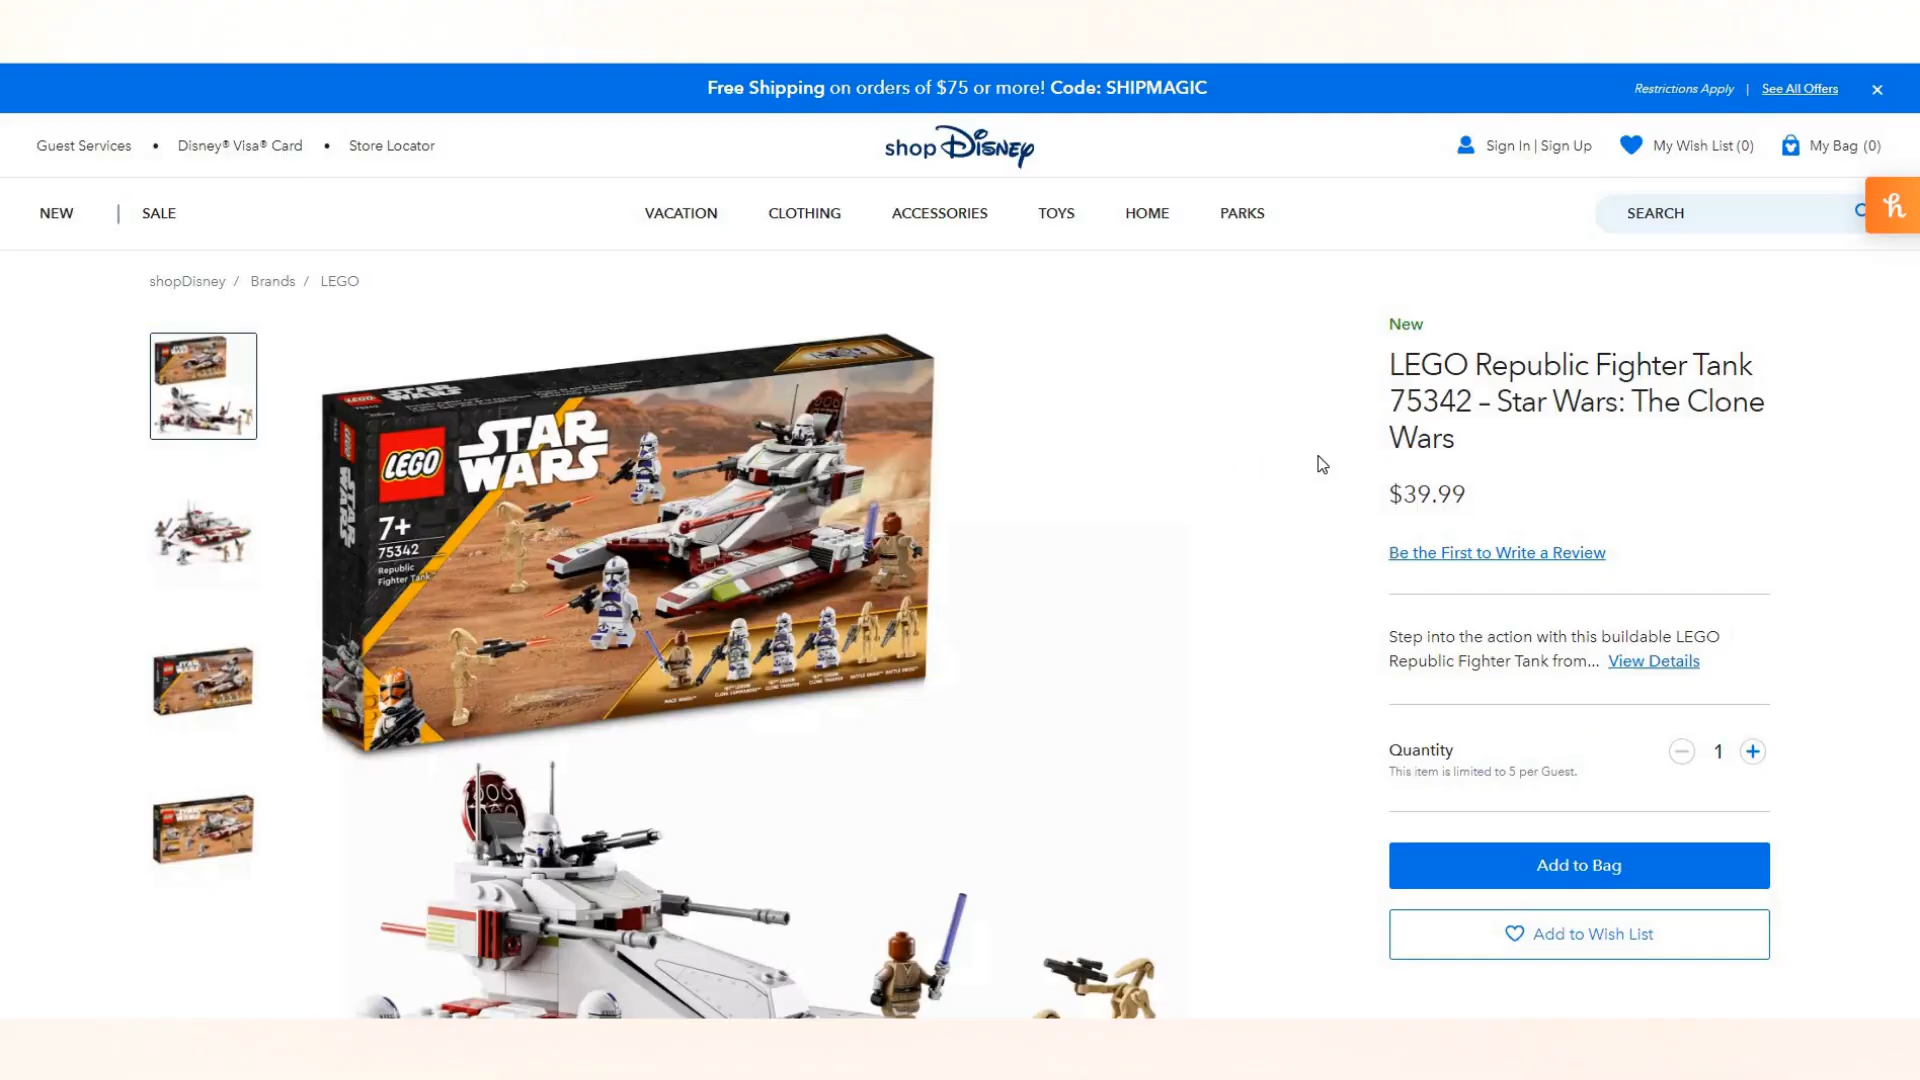 Free Shipping on orders of $75 or more! Code: SHIPMAGIC
Restrictions Apply | See All Offers
Guest Services • Disney® Visa® Card • Store Locator
shop Disney
Sign In | Sign Up
My Wish List (0)
My Bag (0)
NEW | SALE
VACATION CLOTHING ACCESSORIES TOYS HOME PARKS
SEARCH
h
shopDisney / Brands / LEGO
LEGO
STAR
WARS
7+
75342
Republic
Fighter Tank
New
LEGO Republic Fighter Tank
75342 – Star Wars: The Clone
Wars
$39.99
Be the First to Write a Review
Step into the action with this buildable LEGO
Republic Fighter Tank from... View Details
Quantity
1
This item is limited to 5 per Guest.
Add to Bag
Add to Wish List